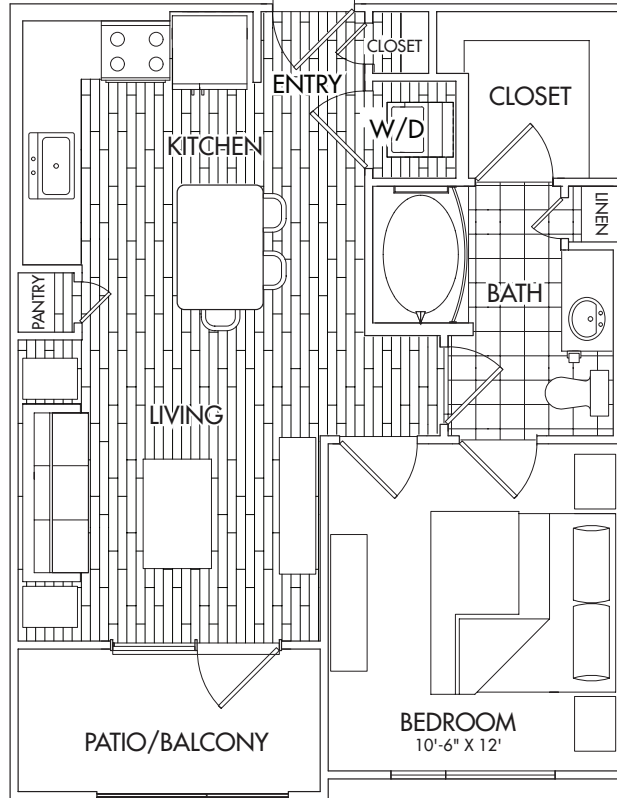 CLOSET
ENTRY
CLOSET
W/D
KITCHEN
LINEN
PANTRY
BATH
LIVING
BEDROOM
10'-6" X 12'
PATIO/BALCONY